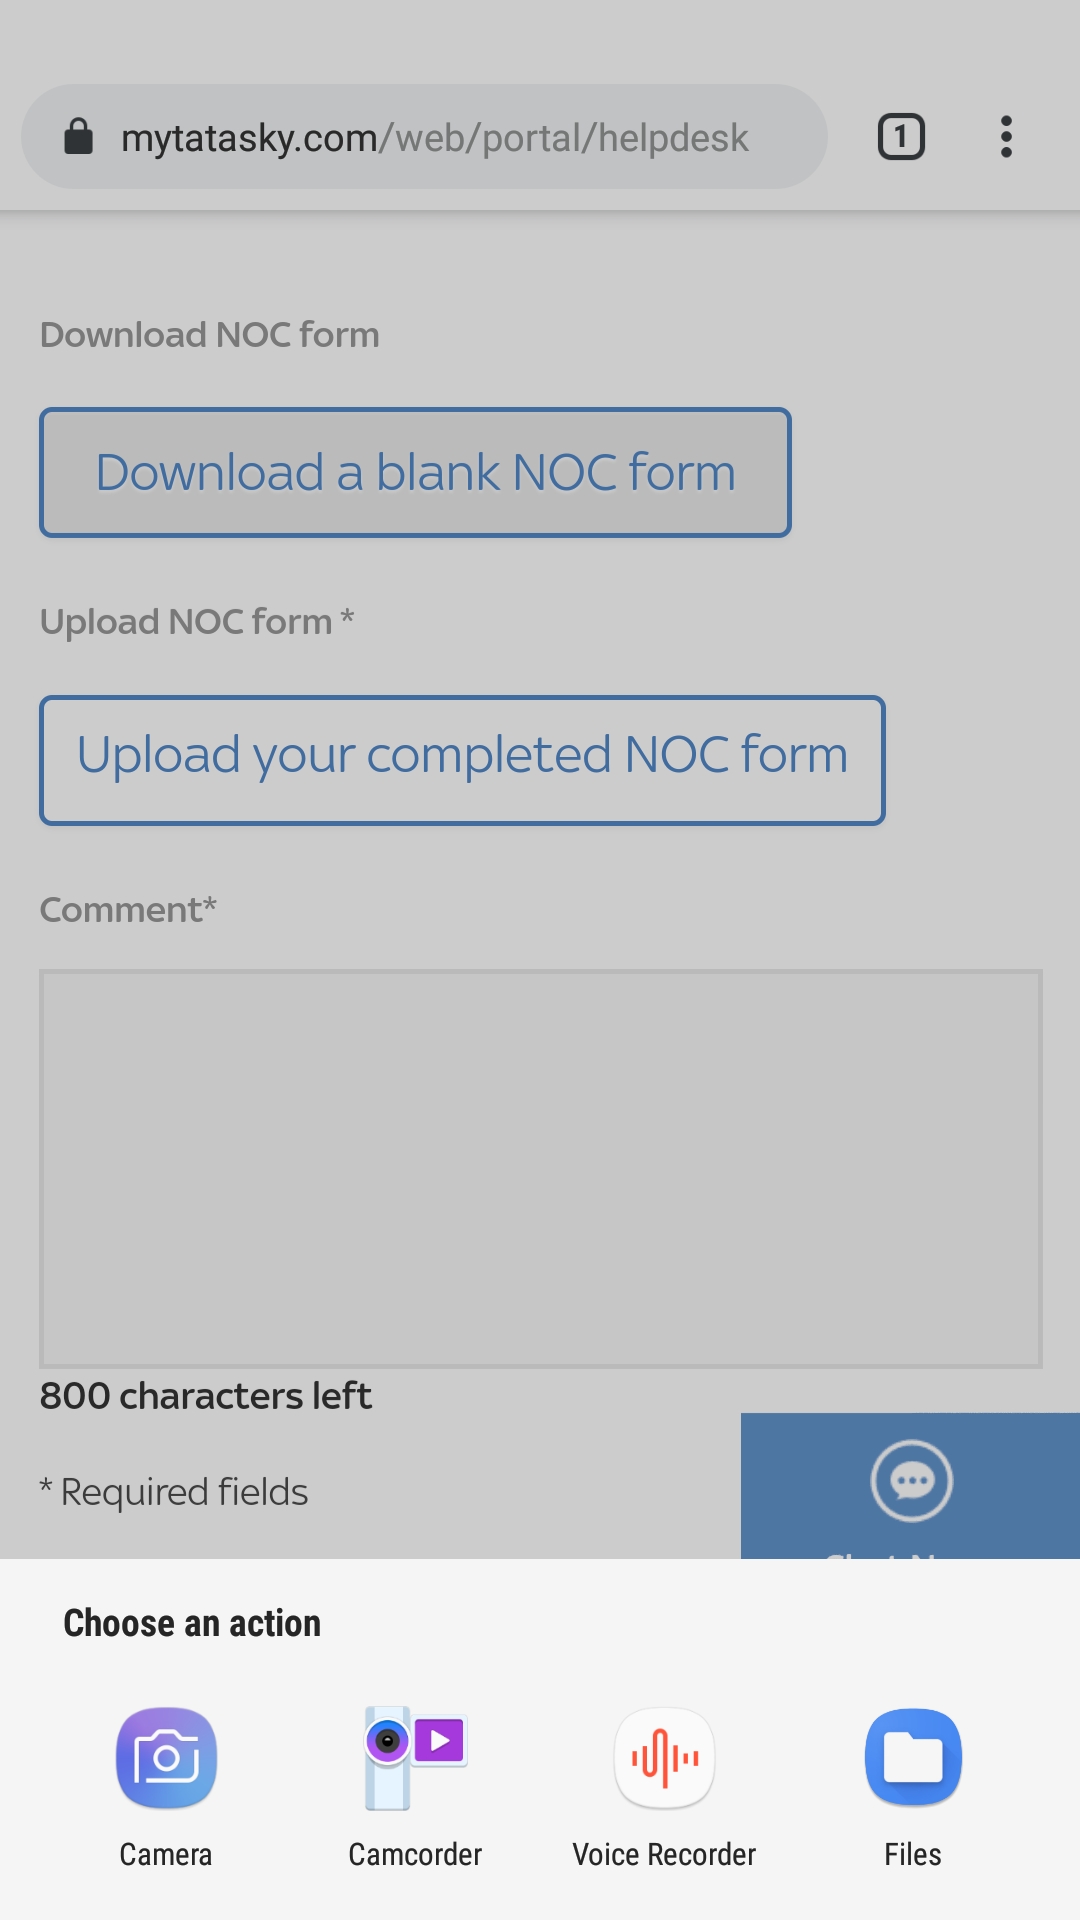 mytatasky.com/web/portal/helpdesk
1
Download NOC form
Download a blank NOC form
Upload NOC form *
Upload your completed NOC form
Comment*
800 characters left
* Required fields
Choose an action
Camera Camcorder Voice Recorder Files